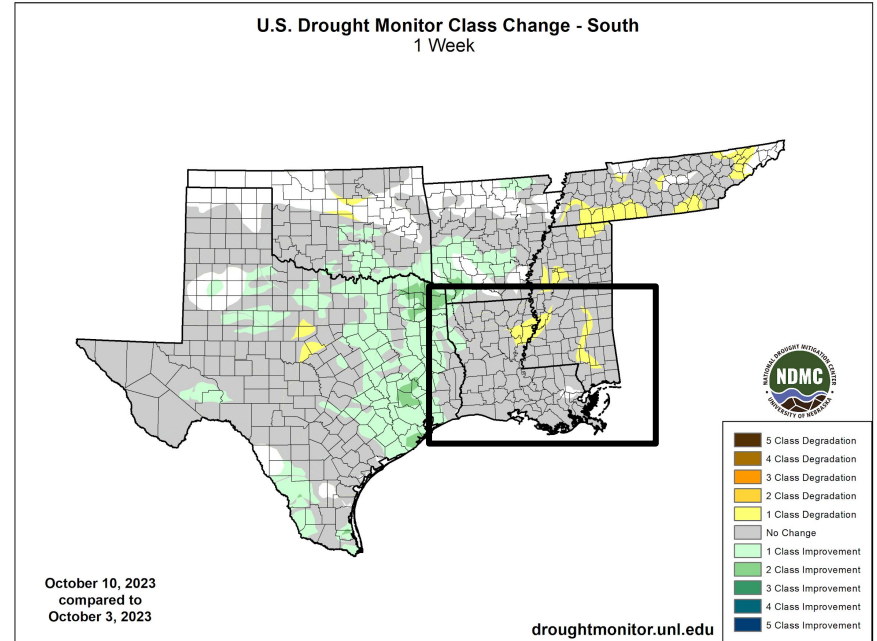 U.S. Drought Monitor Class Change - South
1 Week
NATIONAL DROUGHT MITIGATION CENTER
NDMC
UNIVERSITY OF NEBRASKA
5 Class Degradation
4 Class Degradation
3 Class Degradation
2 Class Degradation
1 Class Degradation
No Change
1 Class Improvement
2 Class Improvement
3 Class Improvement
4 Class Improvement
5 Class Improvement
October 10, 2023
compared to
October 3, 2023
droughtmonitor.unl.edu